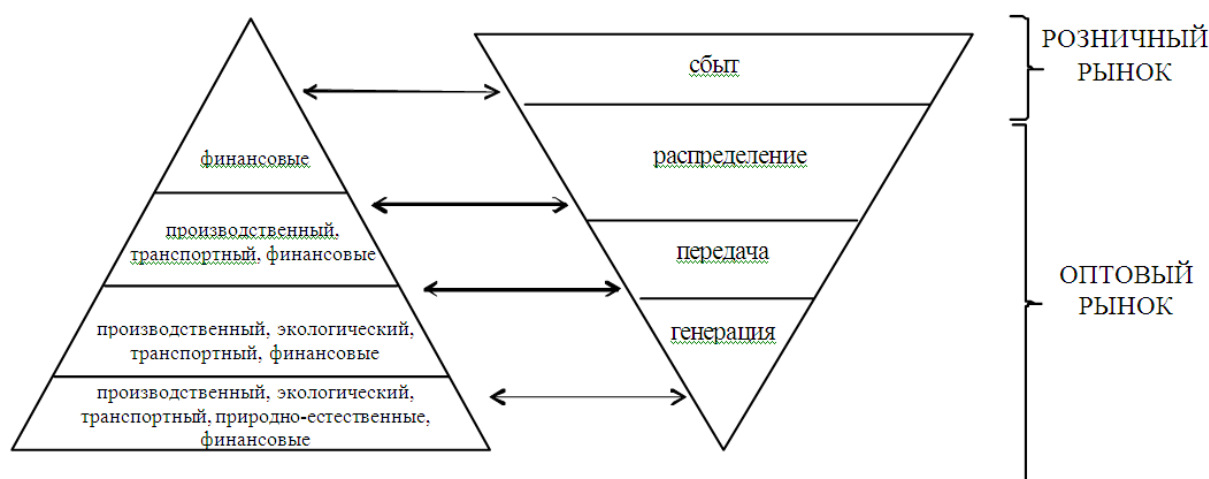 финансовые
производственный,
транспортный, финансовые
производственный, экологический,
транспортный, финансовые
производственный, экологический,
транспортный, природно-естественные,
финансовые
сбыт
распределение
передача
генерация
РОЗНИЧНЫЙ
РЫНОК
ОПТОВЫЙ
РЫНОК